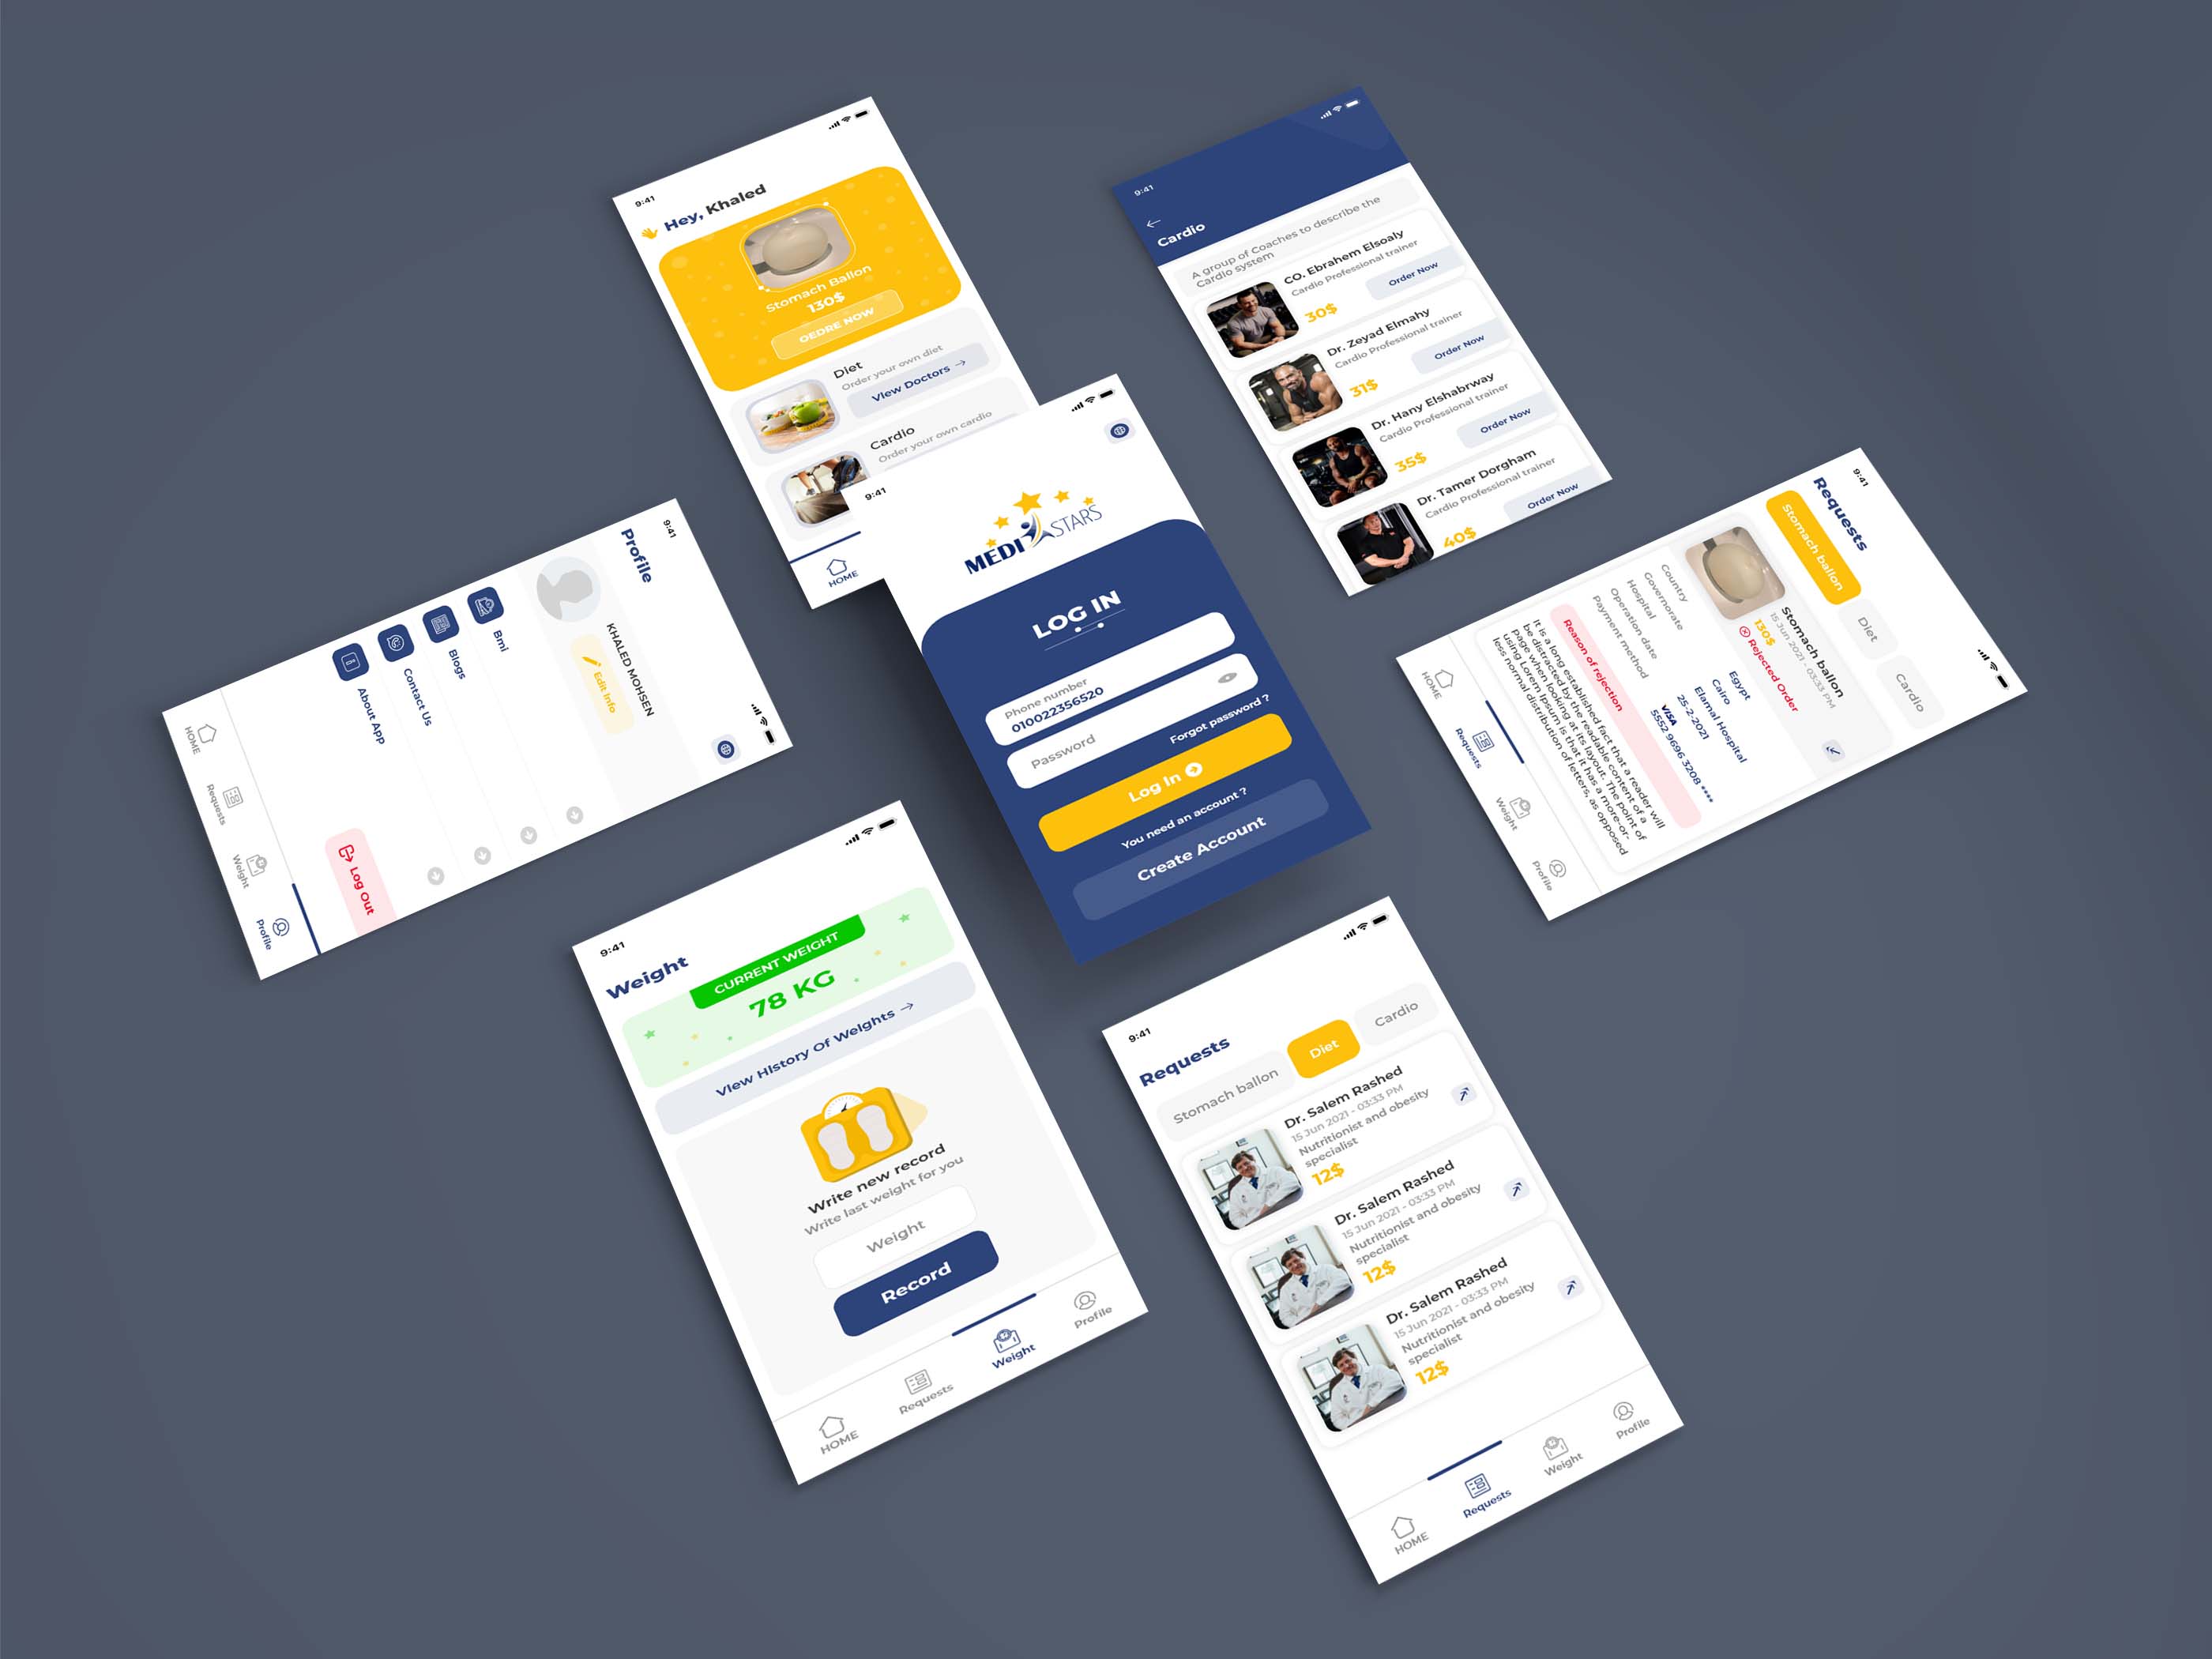 9:41
Hey, Khaled
Stomach Ballon
130$
OEDRE NOW
Diet
Order your own diet
View Doctors →
Cardio
Order your own cardio
HOME
9:41
←
Cardio
A group of Coaches to describe the
Cardio system
CO. Ebrahem Elsoaly
Cardio Professional trainer
30$
Order Now
Dr. Zeyad Elmahy
Cardio Professional trainer
31$
Order Now
Dr. Hany Elshabrway
Cardio Professional trainer
35$
Order Now
Dr. Tamer Dorgham
Cardio Professional trainer
40$
Order Now
9:41
MEDI STARS
LOG IN
Phone number
010022356520
Password
Forgot password ?
Log In
You need an account ?
Create Account
9:41
Profile
KHALED MOHSEN
Edit Info
Bmi
Blogs
Contact Us
About App
Log Out
HOME
Requests
Weight
Profile
9:41
Requests
Stomach ballon
Diet
Cardio
Stomach ballon
15 Jun 2021 - 03:33 PM
130$
Rejected Order
Country
Egypt
Governorate
Cairo
Hospital
Elamal Hospital
Operation date
25-2-2021
Payment method
VISA
5552 9696 3208 ****
Reason of rejection
It is a long established fact that a reader will
be distracted by the readable content of a
page when looking at its layout. The point of
using Lorem Ipsum is that it has a more-or-
less normal distribution of letters, as opposed
HOME
Requests
Weight
Profile
9:41
Weight
CURRENT WEIGHT
78 KG
View History Of Weights →
Write new record
Write last weight for you
Weight
Record
HOME
Requests
Weight
Profile
9:41
Requests
Stomach ballon
Diet
Cardio
Dr. Salem Rashed
15 Jun 2021 - 03:33 PM
Nutritionist and obesity
specialist
12$
Dr. Salem Rashed
15 Jun 2021 - 03:33 PM
Nutritionist and obesity
specialist
12$
Dr. Salem Rashed
15 Jun 2021 - 03:33 PM
Nutritionist and obesity
specialist
12$
HOME
Requests
Weight
Profile